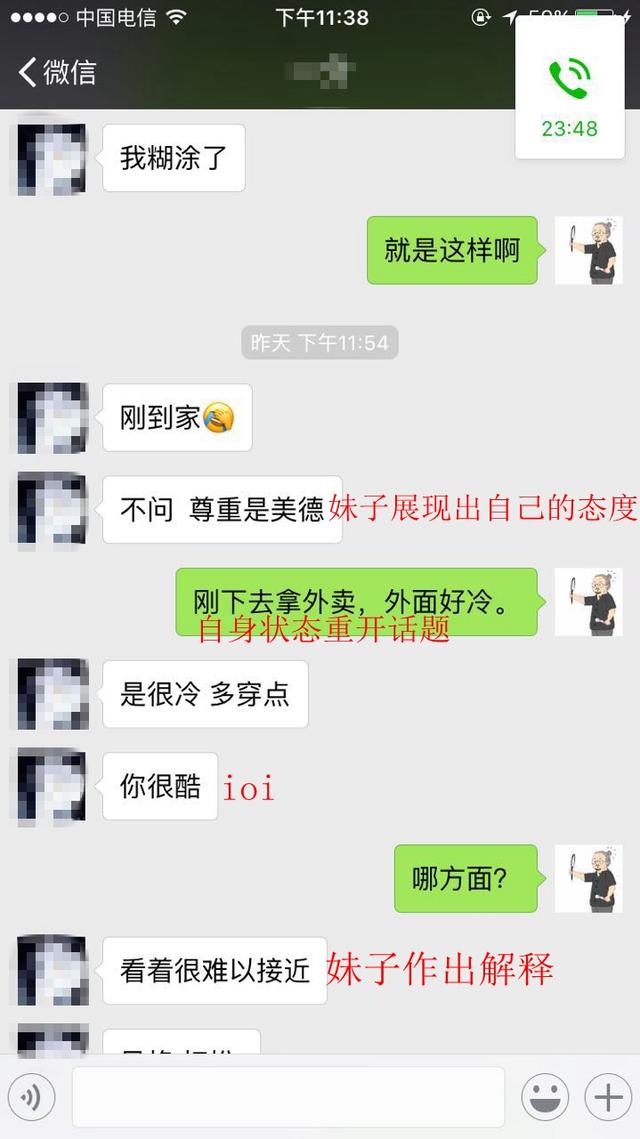 中国电信 下午11:38
微信
23:48
我糊涂了
就是这样啊
昨天 下午11:54
刚到家
不问 尊重是美德
妹子展现出自己的态度
刚下去拿外卖，外面好冷。
自身状态重开话题
是很冷 多穿点
你很酷
ioi
哪方面?
看着很难以接近
妹子作出解释